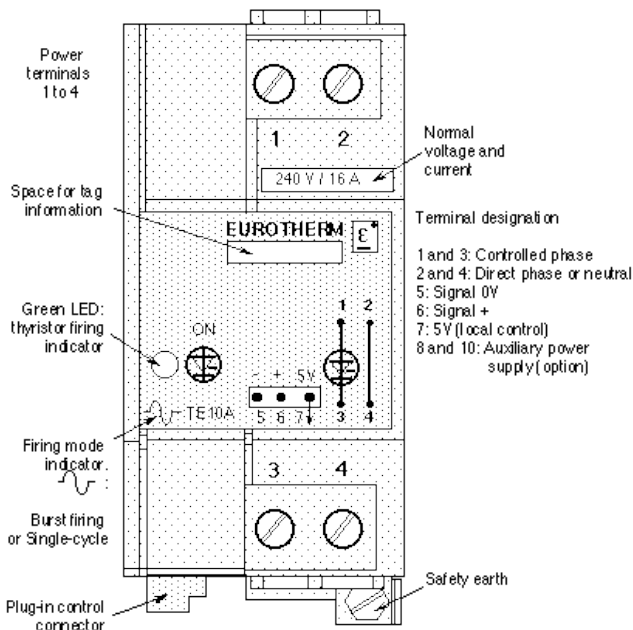 Power
terminals
1 to 4
1 2
Normal
voltage and
current
240 V / 16 A
Space for tag
information
EUROTHERM ε
Terminal designation
1 and 3: Controlled phase
2 and 4: Direct phase or neutral
5: Signal 0V
6: Signal +
7: 5V (local control)
8 and 10: Auxiliary power
supply (option)
Green LED:
thyristor firing
indicator
ON
1 2
- + 5V
5 6 7
3 4
TE10A
Firing mode
indicator.
:
Burst firing
or Single-cycle
3 4
Plug-in control
connector
Safety earth